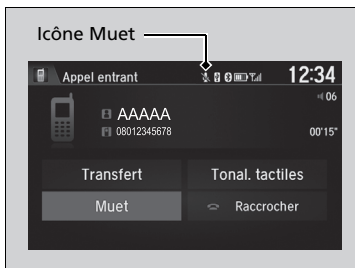 Icône Muet
Appel entrant 12:34
06
AAAAA
08012345678 00'15"
Transfert Tonal. tactiles
Muet Raccrocher